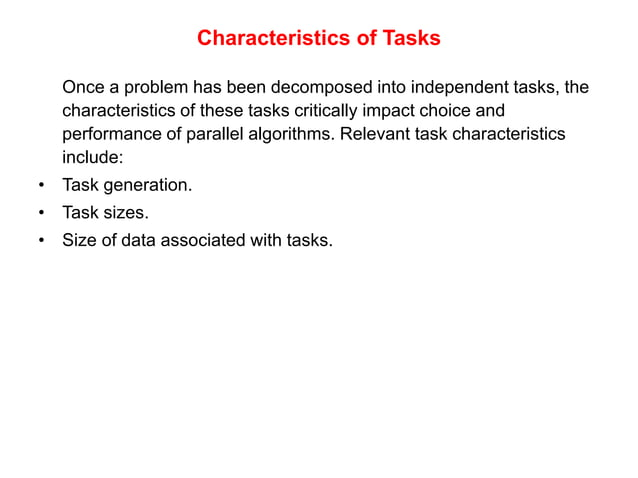 Characteristics of Tasks
Once a problem has been decomposed into independent tasks, the
characteristics of these tasks critically impact choice and
performance of parallel algorithms. Relevant task characteristics
include:
• Task generation.
• Task sizes.
• Size of data associated with tasks.